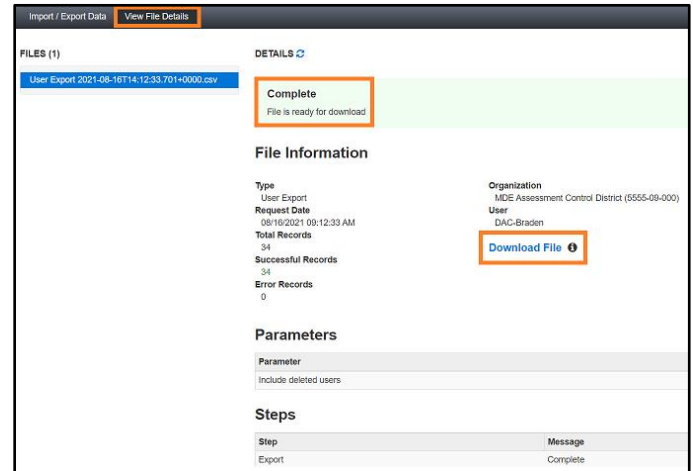 Import / Export Data View File Details
FILES (1)
User Export 2021-08-16T14:12:33.701+0000.csv
DETAILS
Complete
File is ready for download
File Information
Type
User Export
Request Date
08/16/2021 09:12:33 AM
Total Records
34
Successful Records
34
Error Records
0
Organization
MDE Assessment Control District (5555-09-000)
User
DAC-Braden
Download File
Parameters
Parameter
Include deleted users
Steps
Step Message
Export Complete